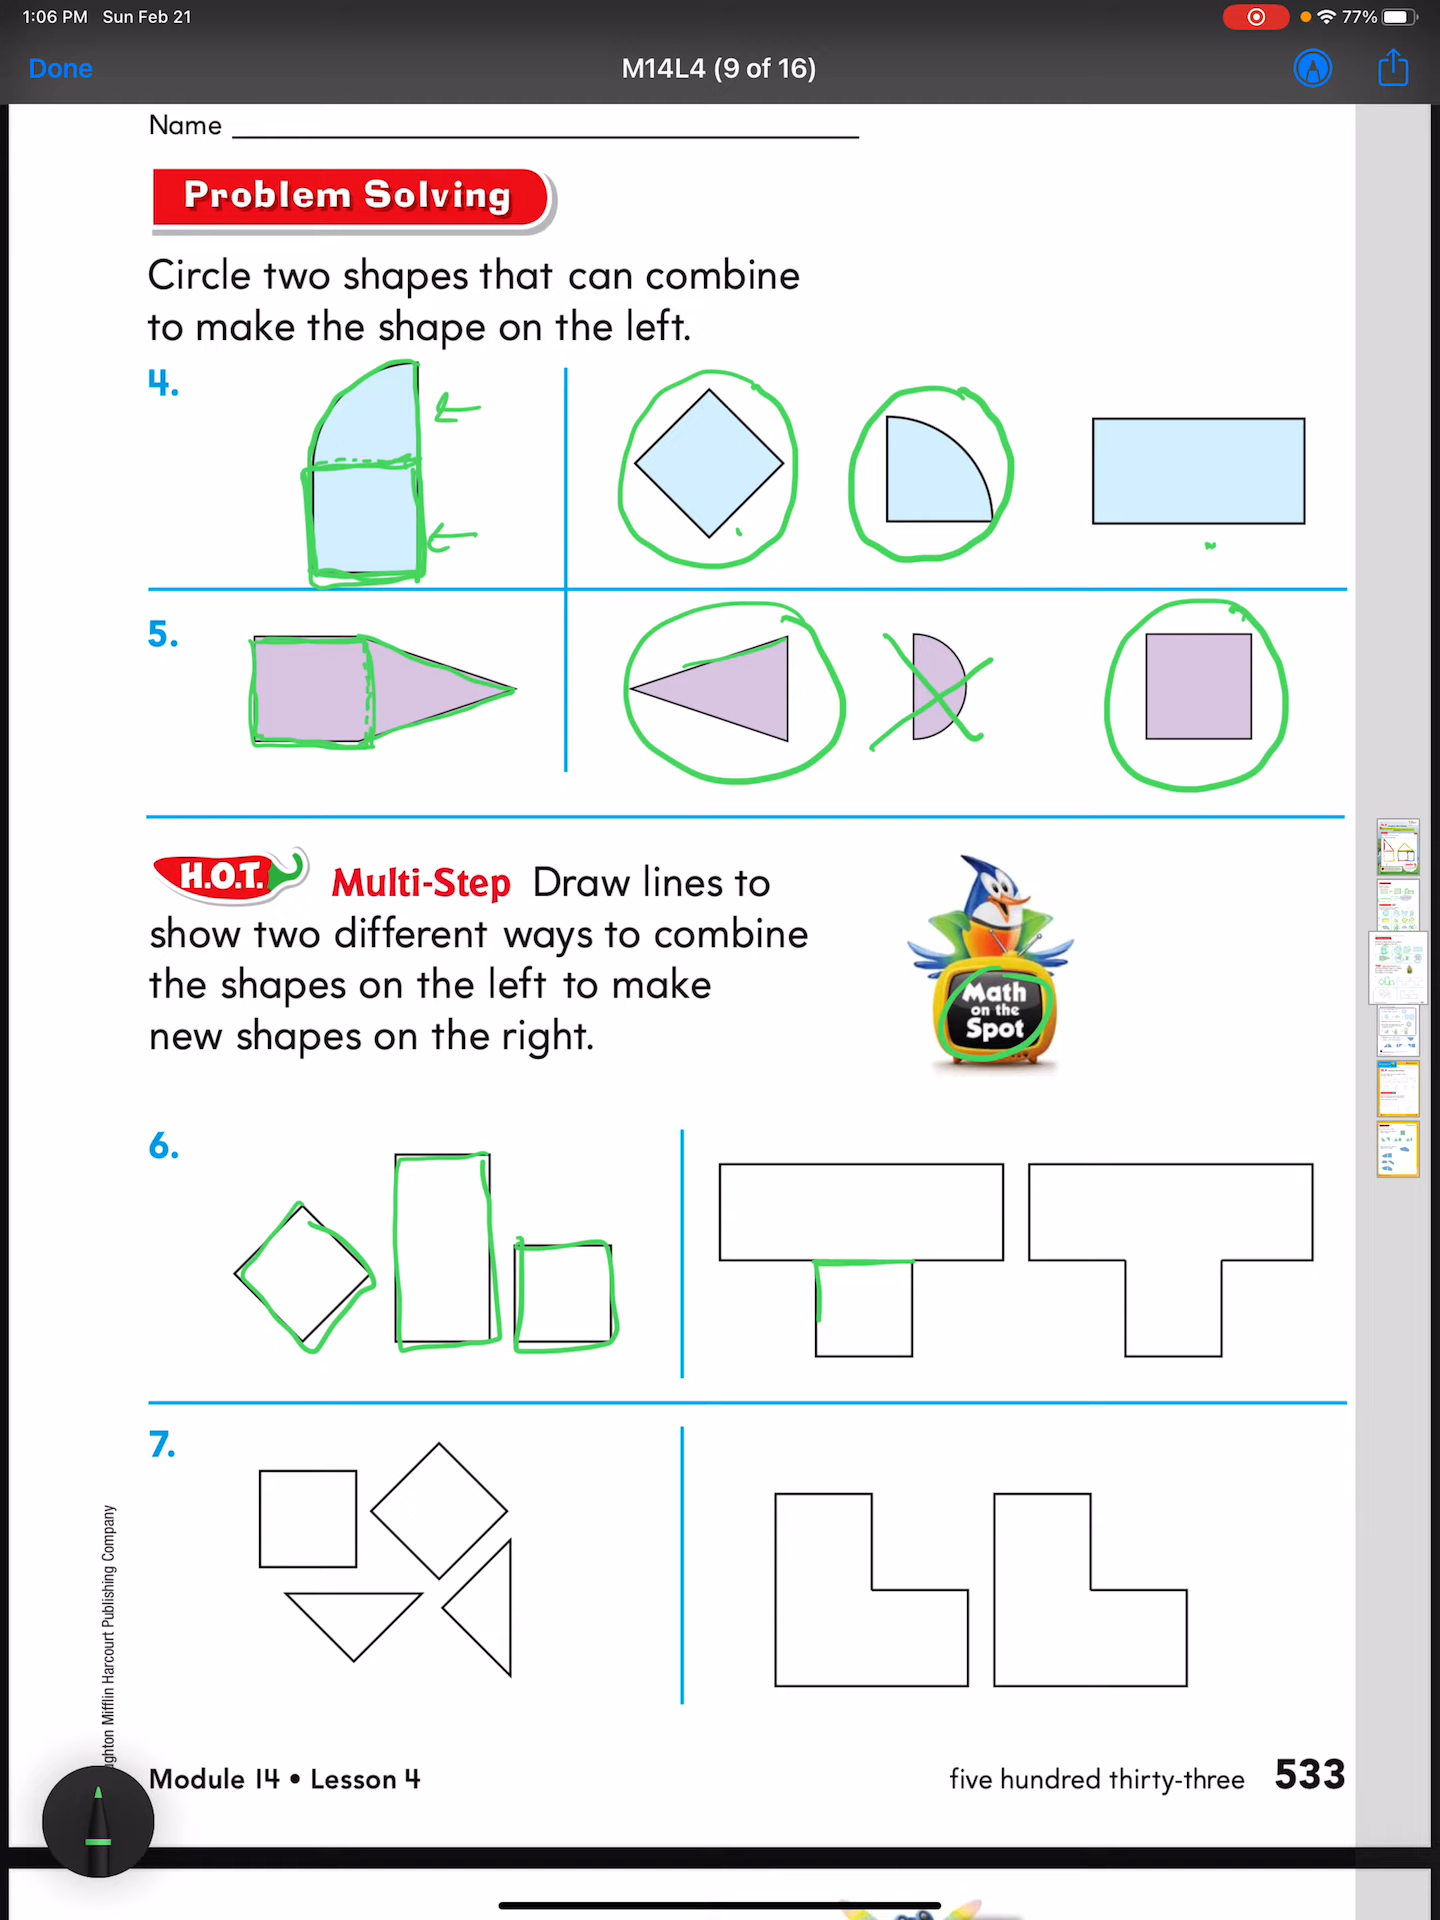 1:06 PM Sun Feb 21
77%
Done
M14L4 (9 of 16)
Name
Problem Solving
Circle two shapes that can combine
to make the shape on the left.
4.
5.
H.O.T. Multi-Step Draw lines to
show two different ways to combine
the shapes on the left to make
new shapes on the right.
Math
on the
Spot
6.
7.
ughton Mifflin Harcourt Publishing Company
Module 14 • Lesson 4
five hundred thirty-three 533